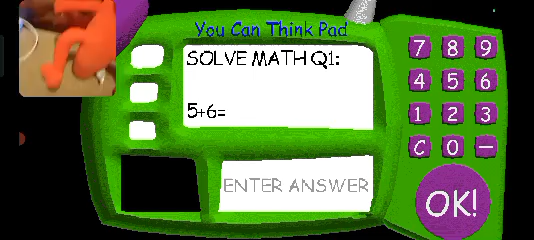 You Can Think Pad
SOLVE MATH Q1:
5+6=
ENTER ANSWER
7 8 9
4 5 6
1 2 3
C 0 -
OK!